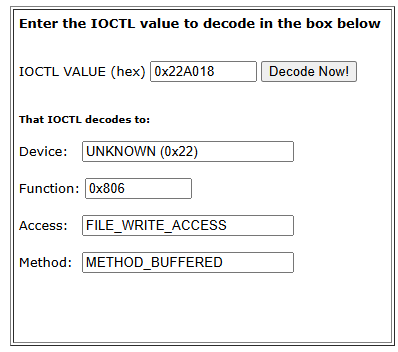 Enter the IOCTL value to decode in the box below
IOCTL VALUE (hex) 0x22A018 Decode Now!
That IOCTL decodes to:
Device: UNKNOWN (0x22)
Function: 0x806
Access: FILE_WRITE_ACCESS
Method: METHOD_BUFFERED